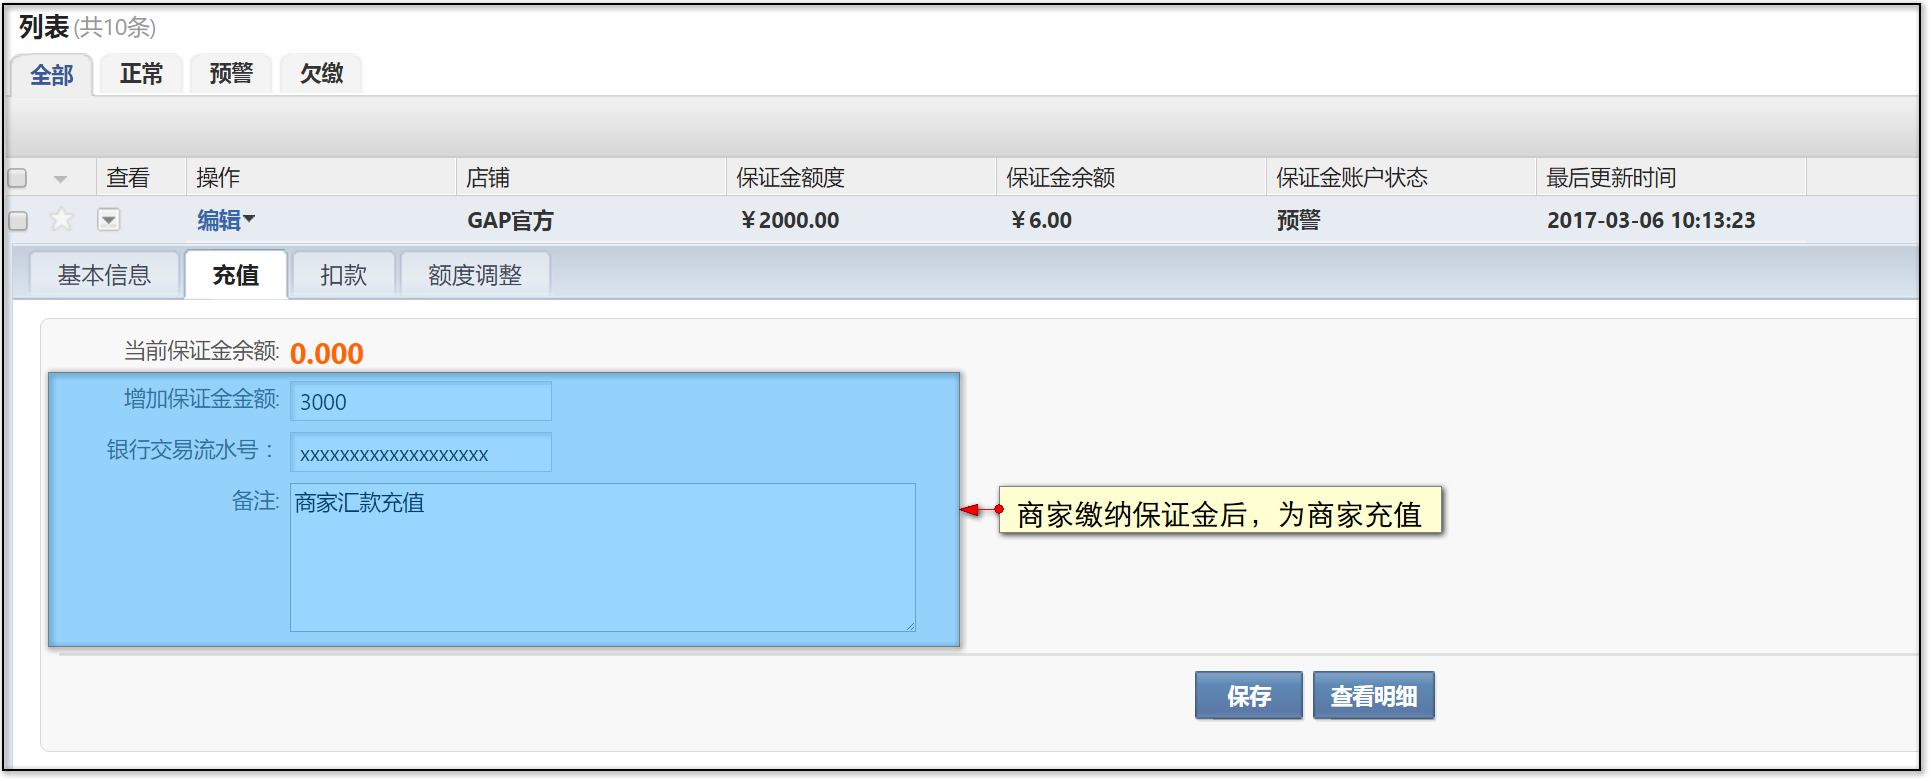 列表(共10条)
全部 正常 预警 欠缴
查看 操作 店铺 保证金额度 保证金余额 保证金账户状态 最后更新时间
编辑 GAP官方 ￥2000.00 ￥6.00 预警 2017-03-06 10:13:23
基本信息 充值 扣款 额度调整
当前保证金余额: 0.000
增加保证金金额: 3000
银行交易流水号： xxxxxxxxxxxxxxxxxxx
备注: 商家汇款充值
商家缴纳保证金后，为商家充值
保存 查看明细